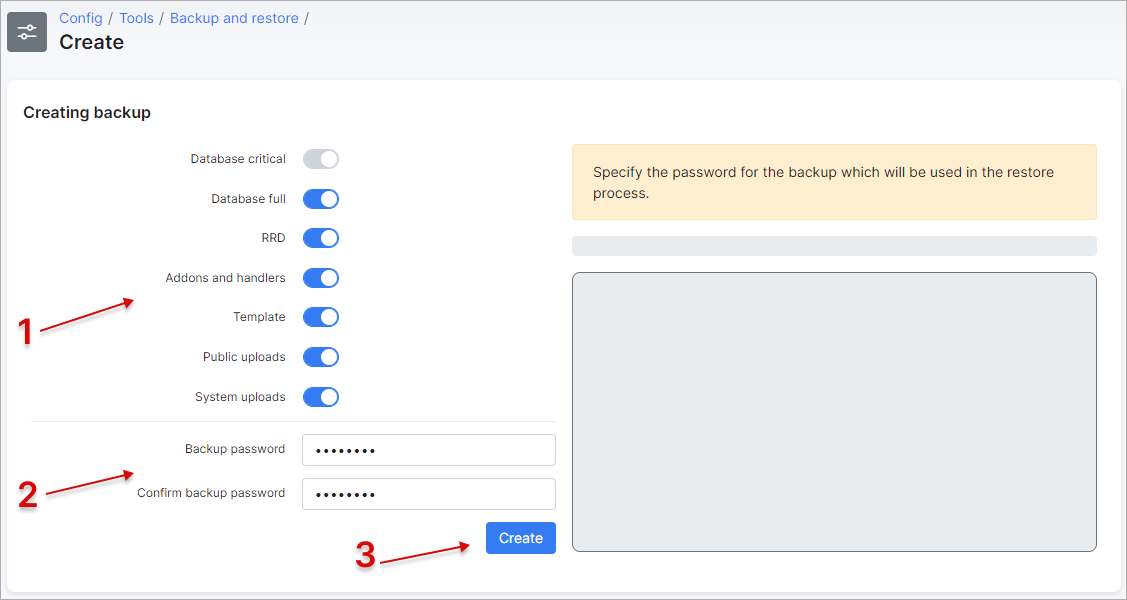 Config / Tools / Backup and restore /
Create
Creating backup
Database critical
Database full
RRD
Addons and handlers
Template
Public uploads
System uploads
Backup password ••••••••
Confirm backup password ••••••••
Create
Specify the password for the backup which will be used in the restore
process.
1
2
3